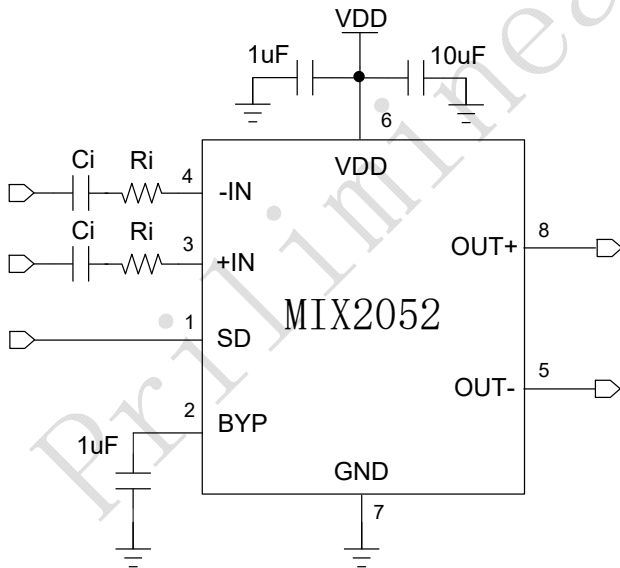 VDD
1uF
10uF
6
VDD
Ci
Ri
4
-IN
Ci
Ri
3
+IN
OUT+
8
MIX2052
1
SD
5
OUT-
2
BYP
1uF
GND
7
Priliminea